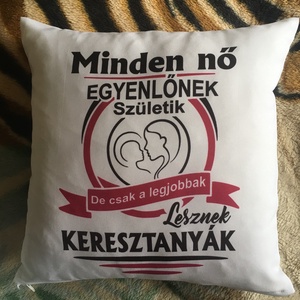 Minden nő
EGYENLŐNEK
Születik
De csak a legjobbak
Lesznek
KERESZTANYÁK